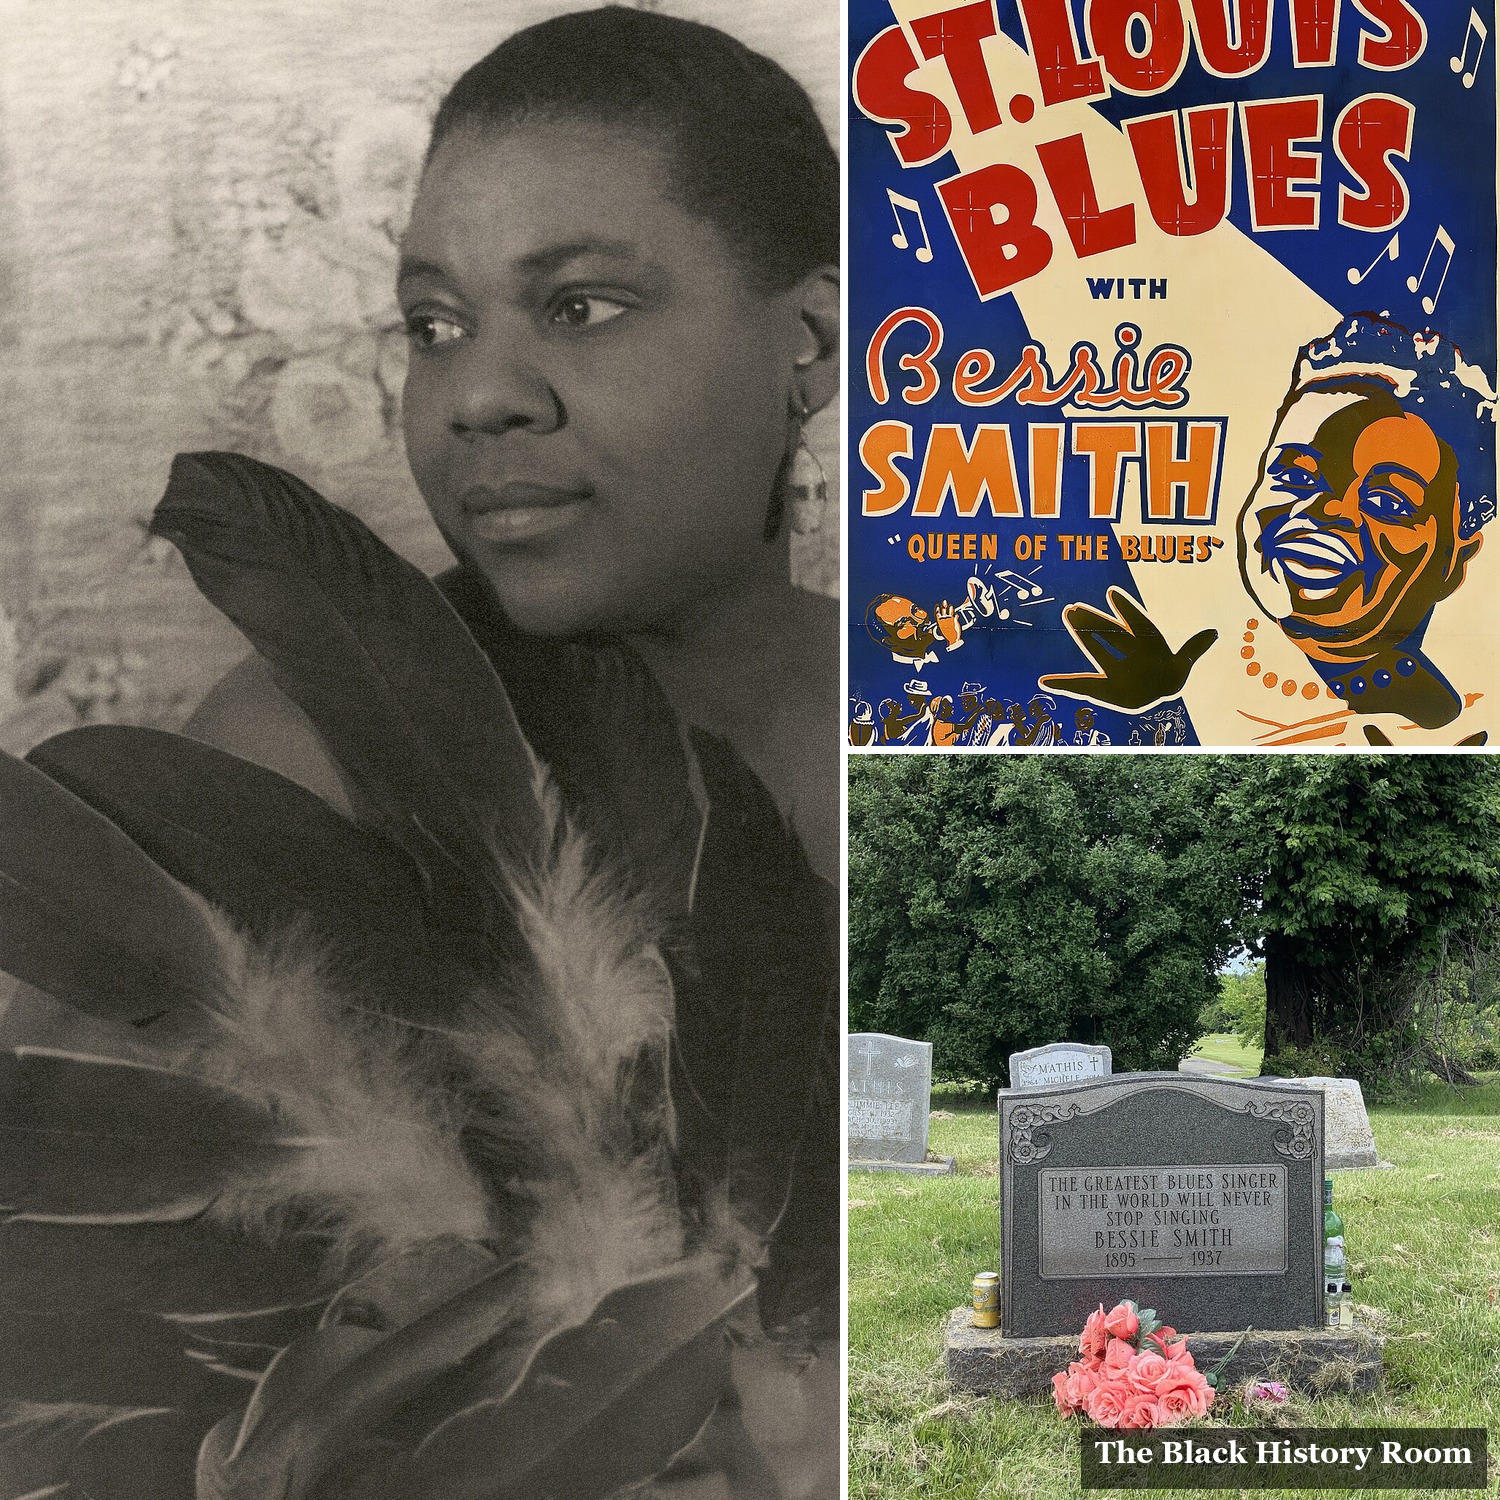 ST. LOUIS
BLUES
WITH
Bessie
SMITH
"QUEEN OF THE BLUES"
MATHIS
MICHELE
THE GREATEST BLUES SINGER
IN THE WORLD WILL NEVER
STOP SINGING
BESSIE SMITH
1895 — 1937
The Black History Room